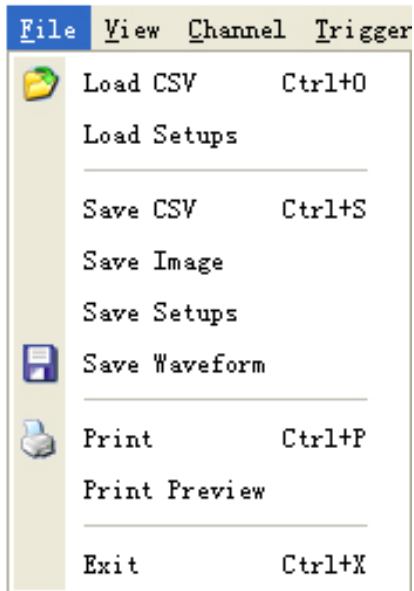 File View Channel Trigger
Load CSV Ctrl+O
Load Setups
Save CSV Ctrl+S
Save Image
Save Setups
Save Waveform
Print Ctrl+P
Print Preview
Exit Ctrl+X